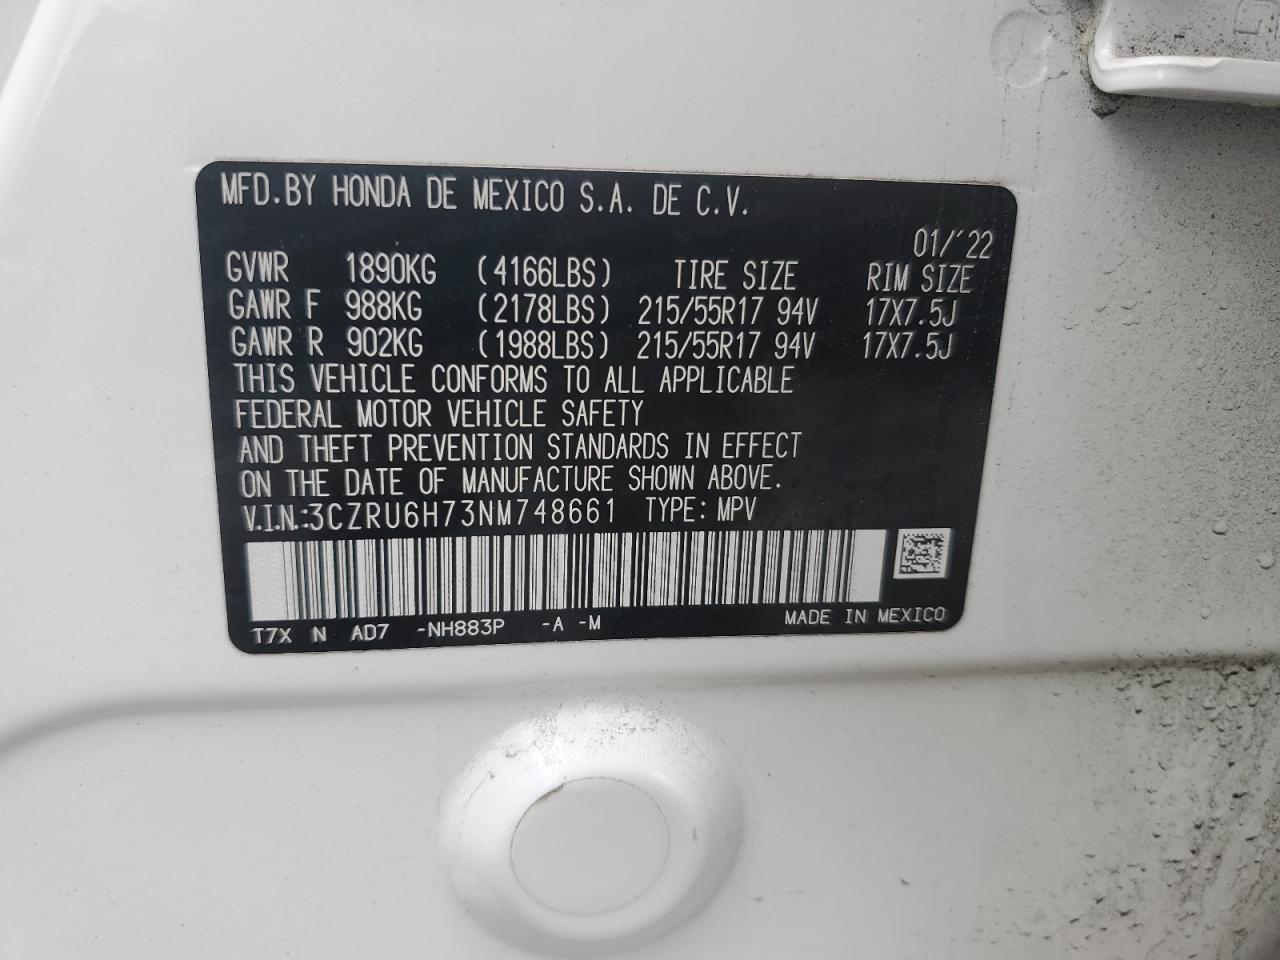 MFD.BY HONDA DE MEXICO S.A. DE C.V.
01/'22
GVWR 1890KG (4166LBS) TIRE SIZE RIM SIZE
GAWR F 988KG (2178LBS) 215/55R17 94V 17X7.5J
GAWR R 902KG (1988LBS) 215/55R17 94V 17X7.5J
THIS VEHICLE CONFORMS TO ALL APPLICABLE
FEDERAL MOTOR VEHICLE SAFETY
AND THEFT PREVENTION STANDARDS IN EFFECT
ON THE DATE OF MANUFACTURE SHOWN ABOVE.
V.I.N.:3CZRU6H73NM748661 TYPE: MPV
T7X N AD7 -NH883P -A -M MADE IN MEXICO